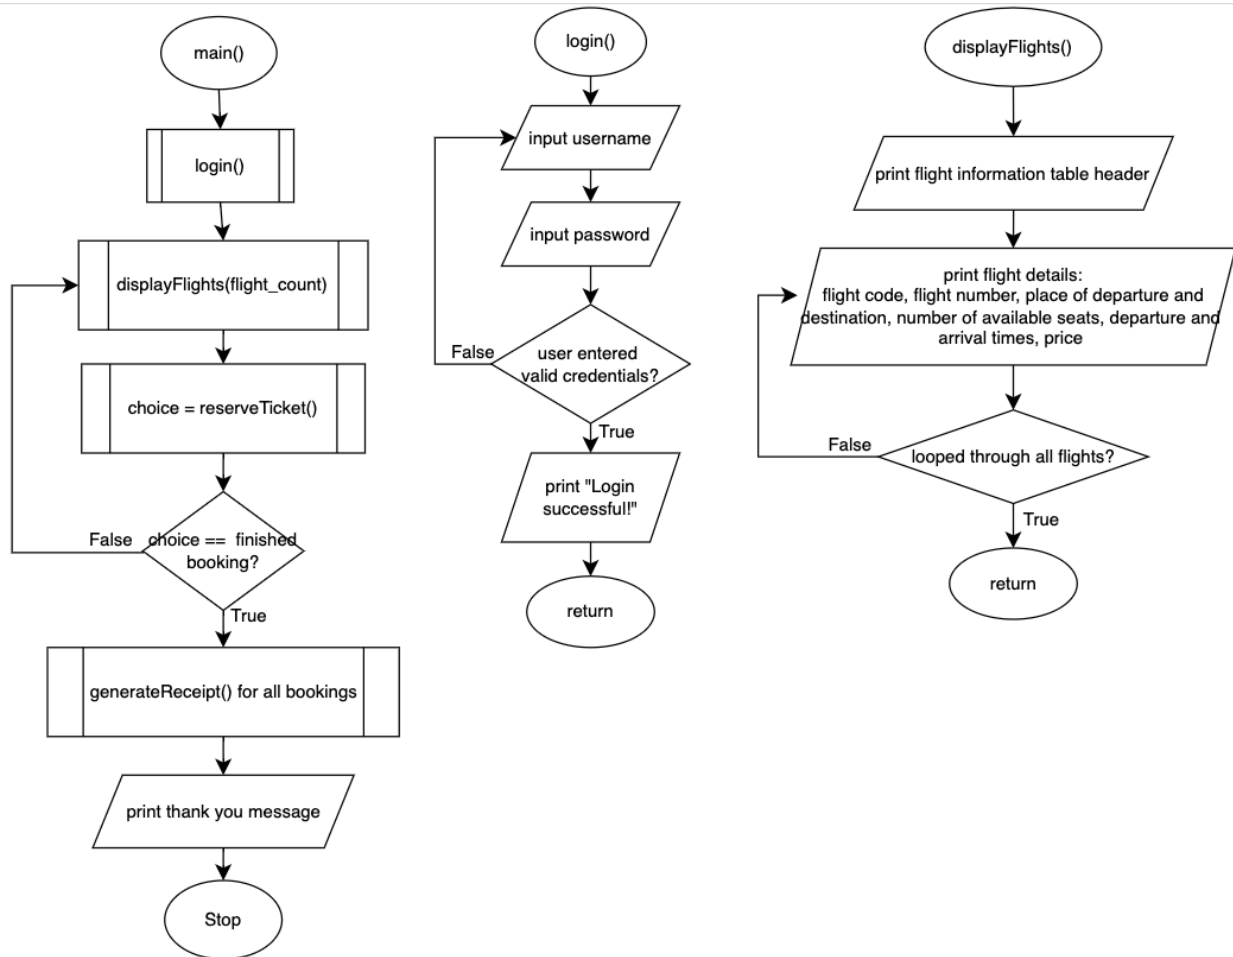 main()
login()
displayFlights(flight_count)
choice = reserveTicket()
False
choice == finished
booking?
True
generateReceipt() for all bookings
print thank you message
Stop
login()
input username
input password
False
user entered
valid credentials?
True
print "Login
successful!"
return
displayFlights()
print flight information table header
print flight details:
flight code, flight number, place of departure and
destination, number of available seats, departure and
arrival times, price
False
looped through all flights?
True
return